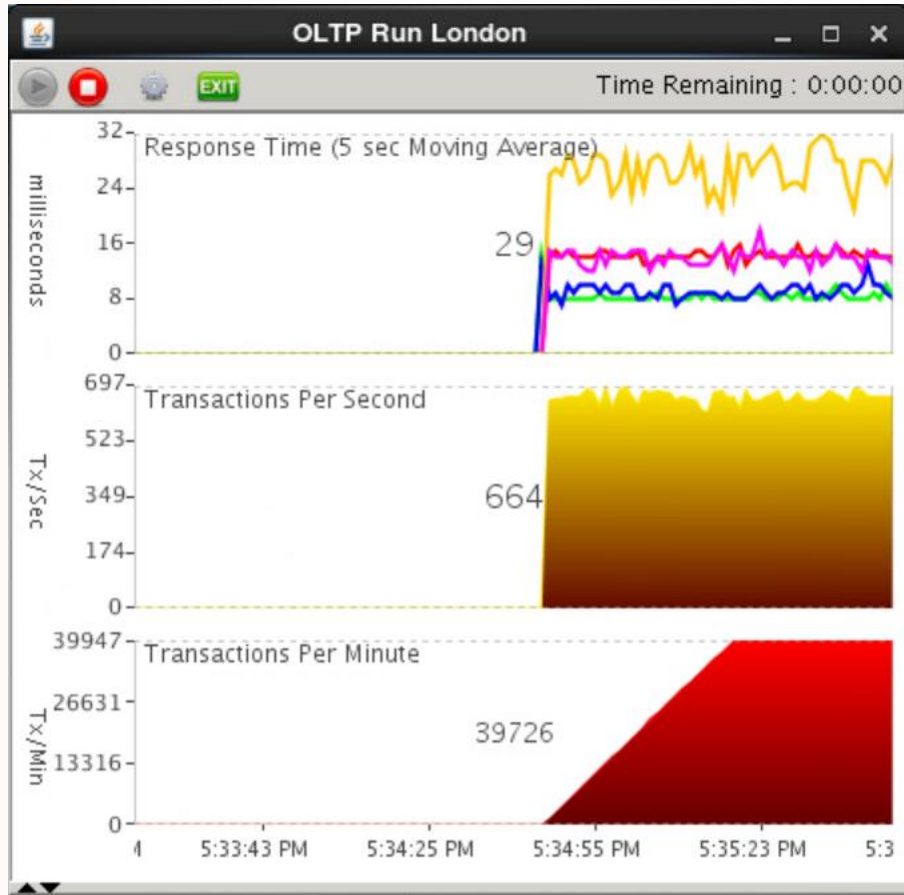 OLTP Run London
EXIT
Time Remaining : 0:00:00
Response Time (5 sec Moving Average)
milliseconds
32
24
16
8
0
29
Transactions Per Second
Tx/Sec
697
523
349
174
0
664
Transactions Per Minute
Tx/Min
39947
26631
13316
0
39726
5:33:43 PM
5:34:25 PM
5:34:55 PM
5:35:23 PM
5:3